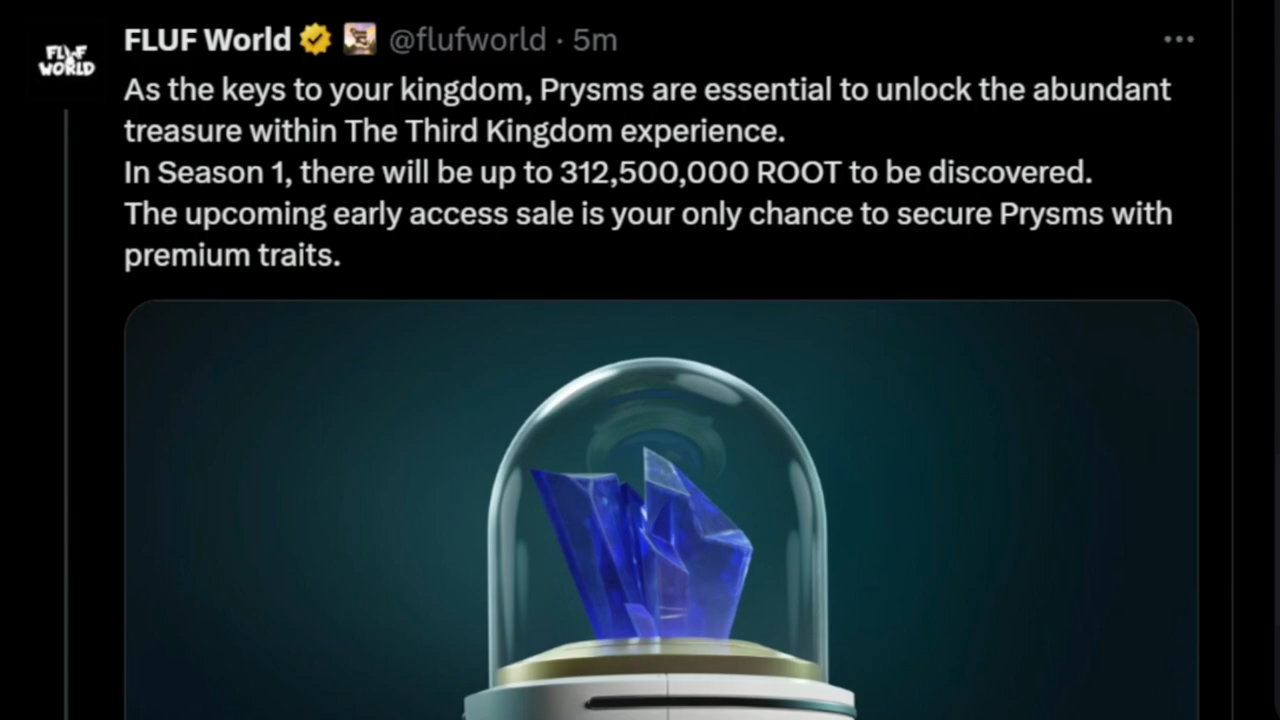 FLUF WORLD
FLUF World @flufworld · 5m
As the keys to your kingdom, Prysms are essential to unlock the abundant
treasure within The Third Kingdom experience.
In Season 1, there will be up to 312,500,000 ROOT to be discovered.
The upcoming early access sale is your only chance to secure Prysms with
premium traits.